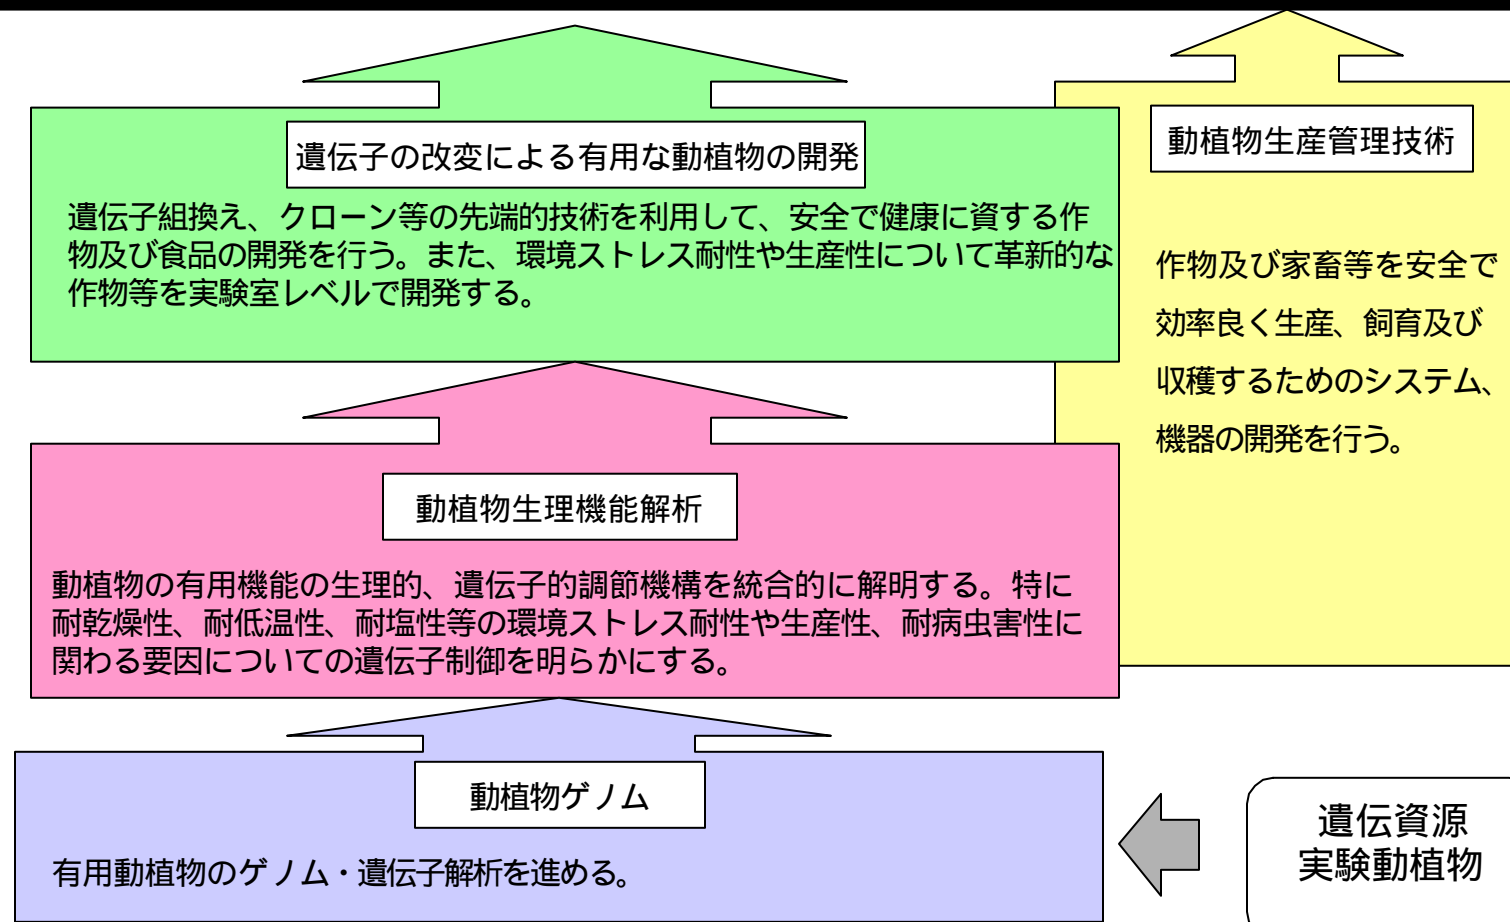 遺伝子の改変による有用な動植物の開発
遺伝子組換え、クローン等の先端的技術を利用して、安全で健康に資する作
物及び食品の開発を行う。また、環境ストレス耐性や生産性について革新的な
作物等を実験室レベルで開発する。
動植物生産管理技術
作物及び家畜等を安全で
効率良く生産、飼育及び
収穫するためのシステム、
機器の開発を行う。
動植物生理機能解析
動植物の有用機能の生理的、遺伝子的調節機構を統合的に解明する。特に
耐乾燥性、耐低温性、耐塩性等の環境ストレス耐性や生産性、耐病虫害性に
関わる要因についての遺伝子制御を明らかにする。
動植物ゲノム
有用動植物のゲノム・遺伝子解析を進める。
遺伝資源
実験動植物